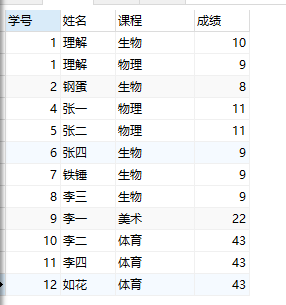 学号 姓名 课程 成绩
1 理解 生物 10
1 理解 物理 9
2 钢蛋 生物 8
4 张一 物理 11
5 张二 物理 11
6 张四 生物 9
7 铁锤 生物 9
8 李三 生物 9
9 李一 美术 22
10 李二 体育 43
11 李四 体育 43
12 如花 体育 43